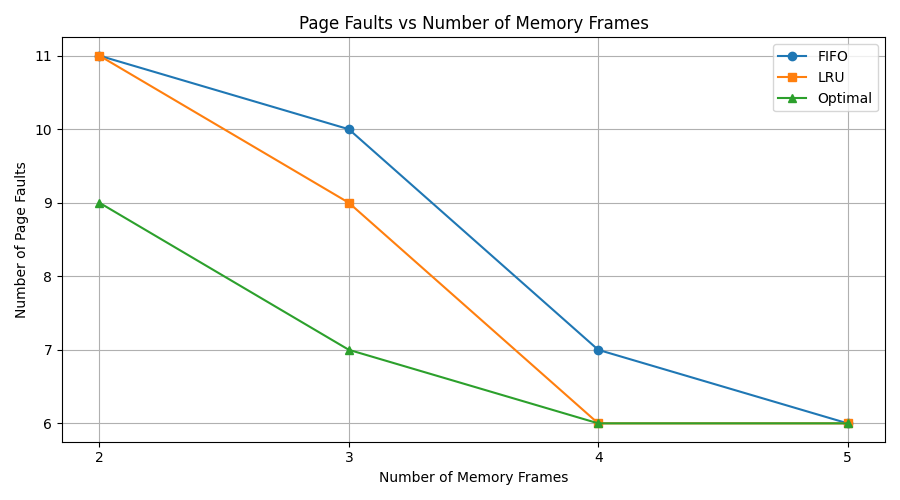 Page Faults vs Number of Memory Frames
FIFO
LRU
Optimal
11
10
9
8
7
6
Number of Page Faults
2 3 4 5
Number of Memory Frames